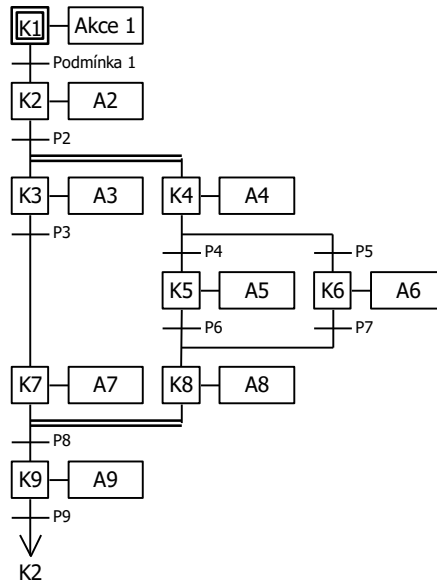 K1 Akce 1
Podmínka 1
K2 A2
P2
K3 A3 K4 A4
P3 P4 P5
K5 A5 K6 A6
P6 P7
K7 A7 K8 A8
P8
K9 A9
P9
K2